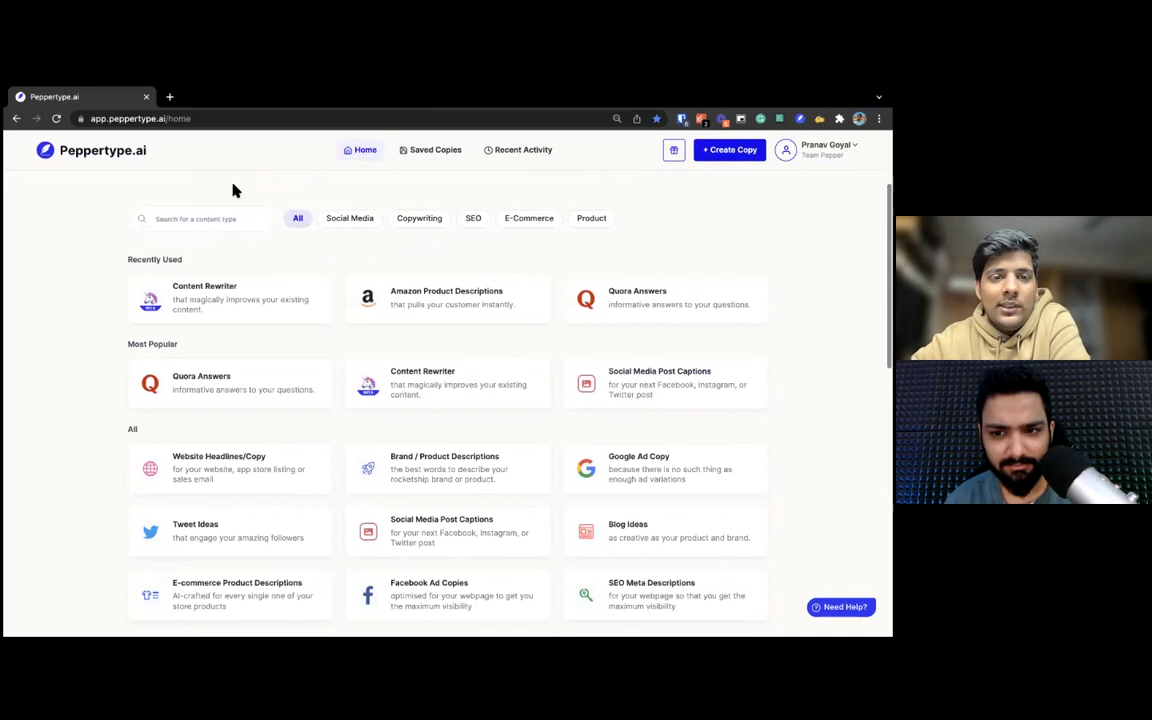 Peppertype.ai
app.peppertype.ai/home
Peppertype.ai
Home
Saved Copies
Recent Activity
+ Create Copy
Pranav Goyal
Team Pepper
Search for a content type
All
Social Media
Copywriting
SEO
E-Commerce
Product
Recently Used
Content Rewriter
that magically improves your existing
content.
Amazon Product Descriptions
that pulls your customer instantly.
Quora Answers
informative answers to your questions.
Most Popular
Quora Answers
informative answers to your questions.
Content Rewriter
that magically improves your existing
content.
Social Media Post Captions
for your next Facebook, Instagram, or
Twitter post
All
Website Headlines/Copy
for your website, app store listing or
sales email
Brand / Product Descriptions
the best words to describe your
rocketship brand or product.
Google Ad Copy
because there is no such thing as
enough ad variations
Tweet Ideas
that engage your amazing followers
Social Media Post Captions
for your next Facebook, Instagram, or
Twitter post
Blog Ideas
as creative as your product and brand.
E-commerce Product Descriptions
AI-crafted for every single one of your
store products
Facebook Ad Copies
optimised for your webpage to get you
the maximum visibility
SEO Meta Descriptions
for your webpage so that you get the
maximum visibility
Need Help?